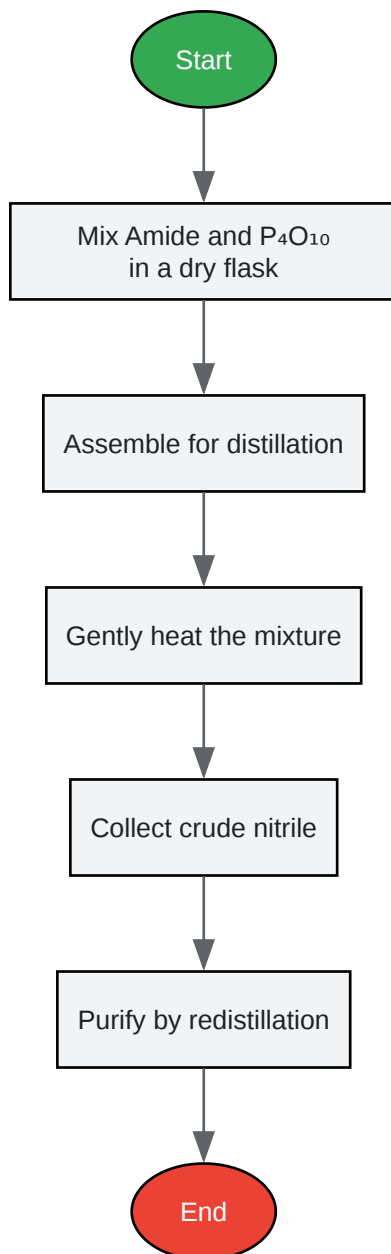 Start
Mix Amide and P₄O₁₀
in a dry flask
Assemble for distillation
Gently heat the mixture
Collect crude nitrile
Purify by redistillation
End